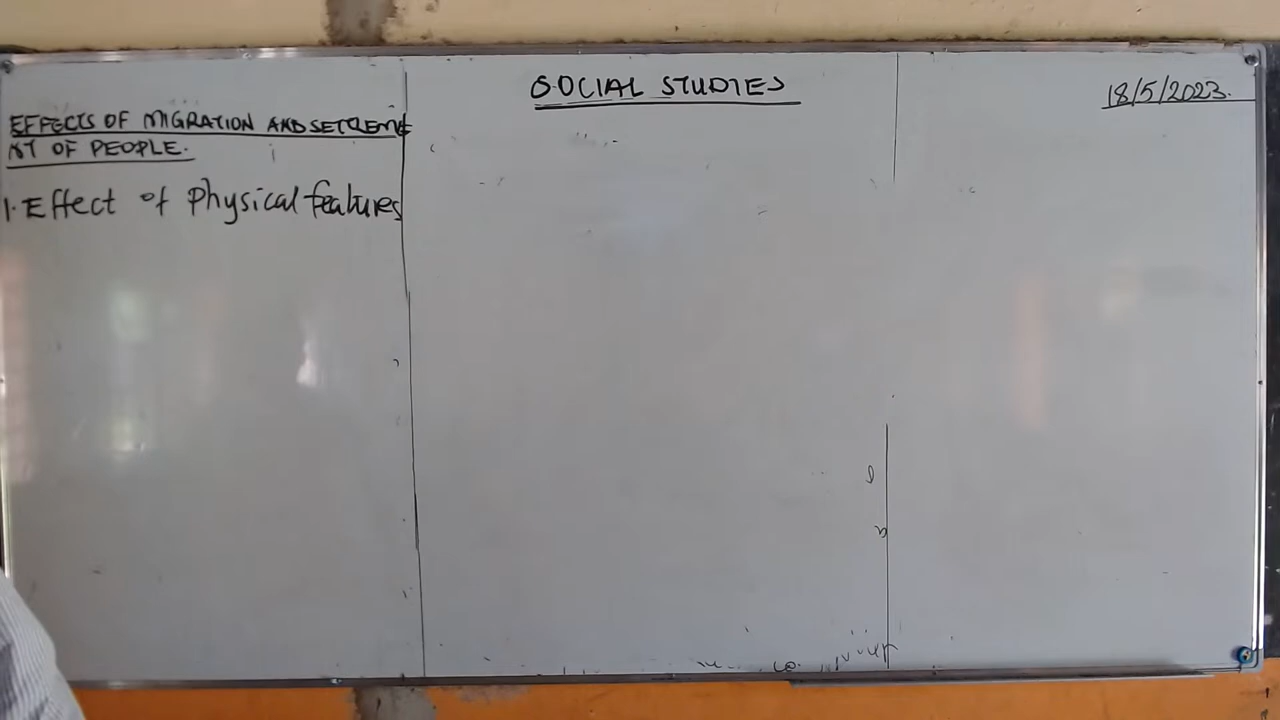 SOCIAL STUDIES
18/5/2023.
EFFECTS OF MIGRATION AND SETTLEME
NT OF PEOPLE.
1. Effect of Physical features